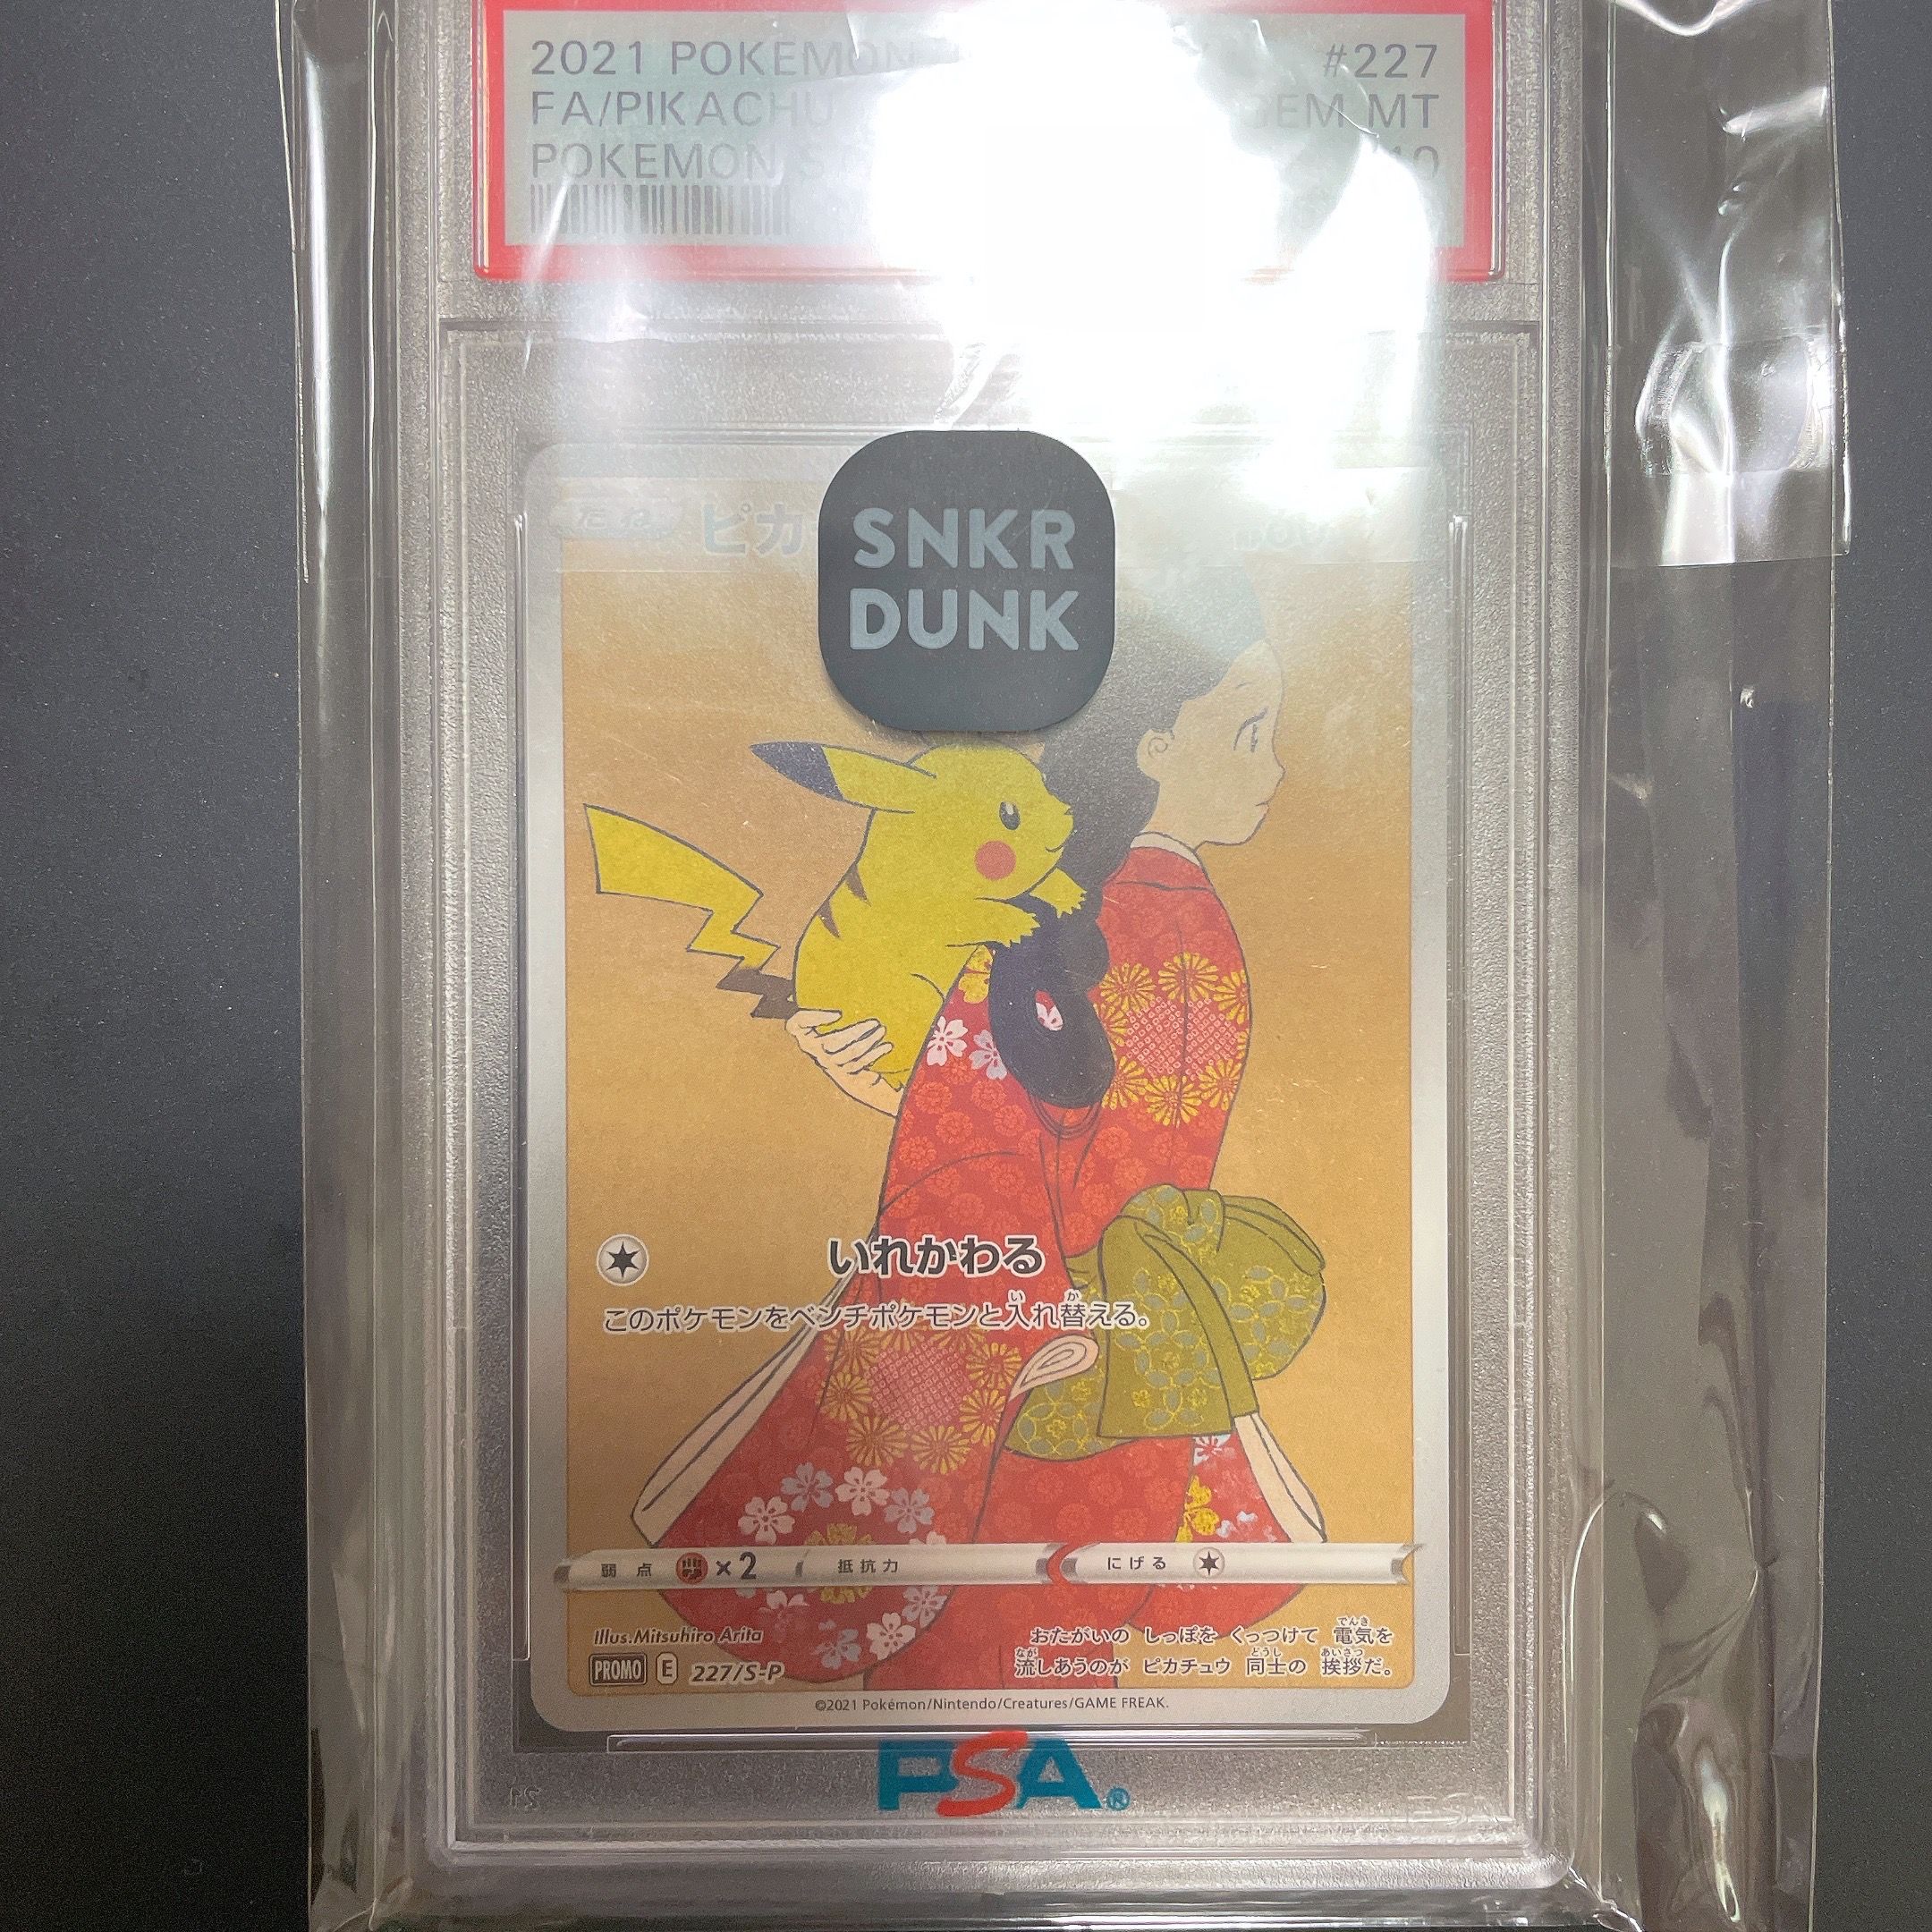 2021 POKEMON #227
FA/PIKACHU GEM MT
POKEMON 10
たね ピカ
SNKR
DUNK
いれかわる
このポケモンをベンチポケモンと入れ替える。
弱点 ×2 抵抗力 にげる
Illus.Mitsuhiro Arita
PROMO E 227/S-P
おたがいの しっぽを くっつけて 電気を
流しあうのが ピカチュウ 同士の 挨拶だ。
©2021 Pokémon/Nintendo/Creatures/GAME FREAK.
PSA®